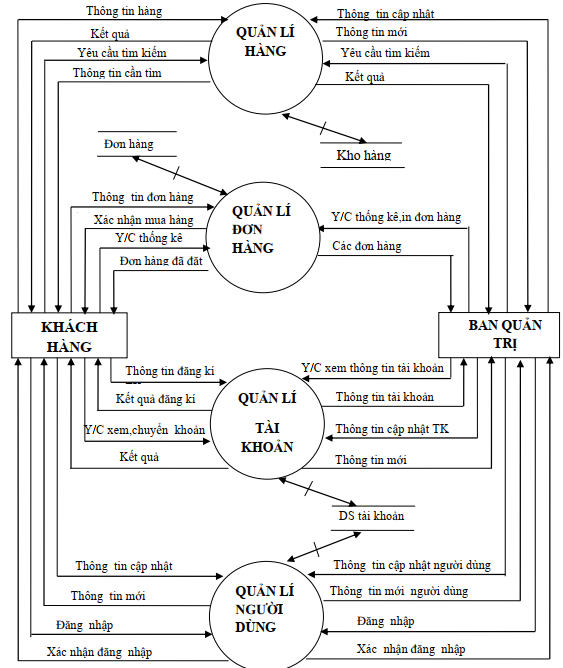 Thông tin hàng
Kết quả
Yêu cầu tìm kiếm
Thông tin cần tìm
QUẢN LÍ
HÀNG
Thông tin cập nhât
Thông tin mới
Yêu cầu tìm kiếm
Kết quả
Đơn hàng
Kho hàng
Thông tin đơn hàng
Xác nhận mua hàng
Y/C thống kê
Đơn hàng đã đặt
QUẢN LÍ
ĐƠN
HÀNG
Y/C thống kê,in đơn hàng
Các đơn hàng
KHÁCH
HÀNG
BAN QUẢN
TRỊ
Thông tin đăng kí
Kết quả đăng kí
Y/C xem,chuyển khoản
Kết quả
QUẢN LÍ
TÀI
KHOẢN
Y/C xem thông tin tài khoản
Thông tin tài khoản
Thông tin cập nhật TK
Thông tin mới
DS tài khoản
Thông tin cập nhật
Thông tin mới
Đăng nhập
Xác nhận đăng nhập
QUẢN LÍ
NGƯỜI
DÙNG
Thông tin cập nhật người dùng
Thông tin mới người dùng
Đăng nhập
Xác nhận đăng nhập